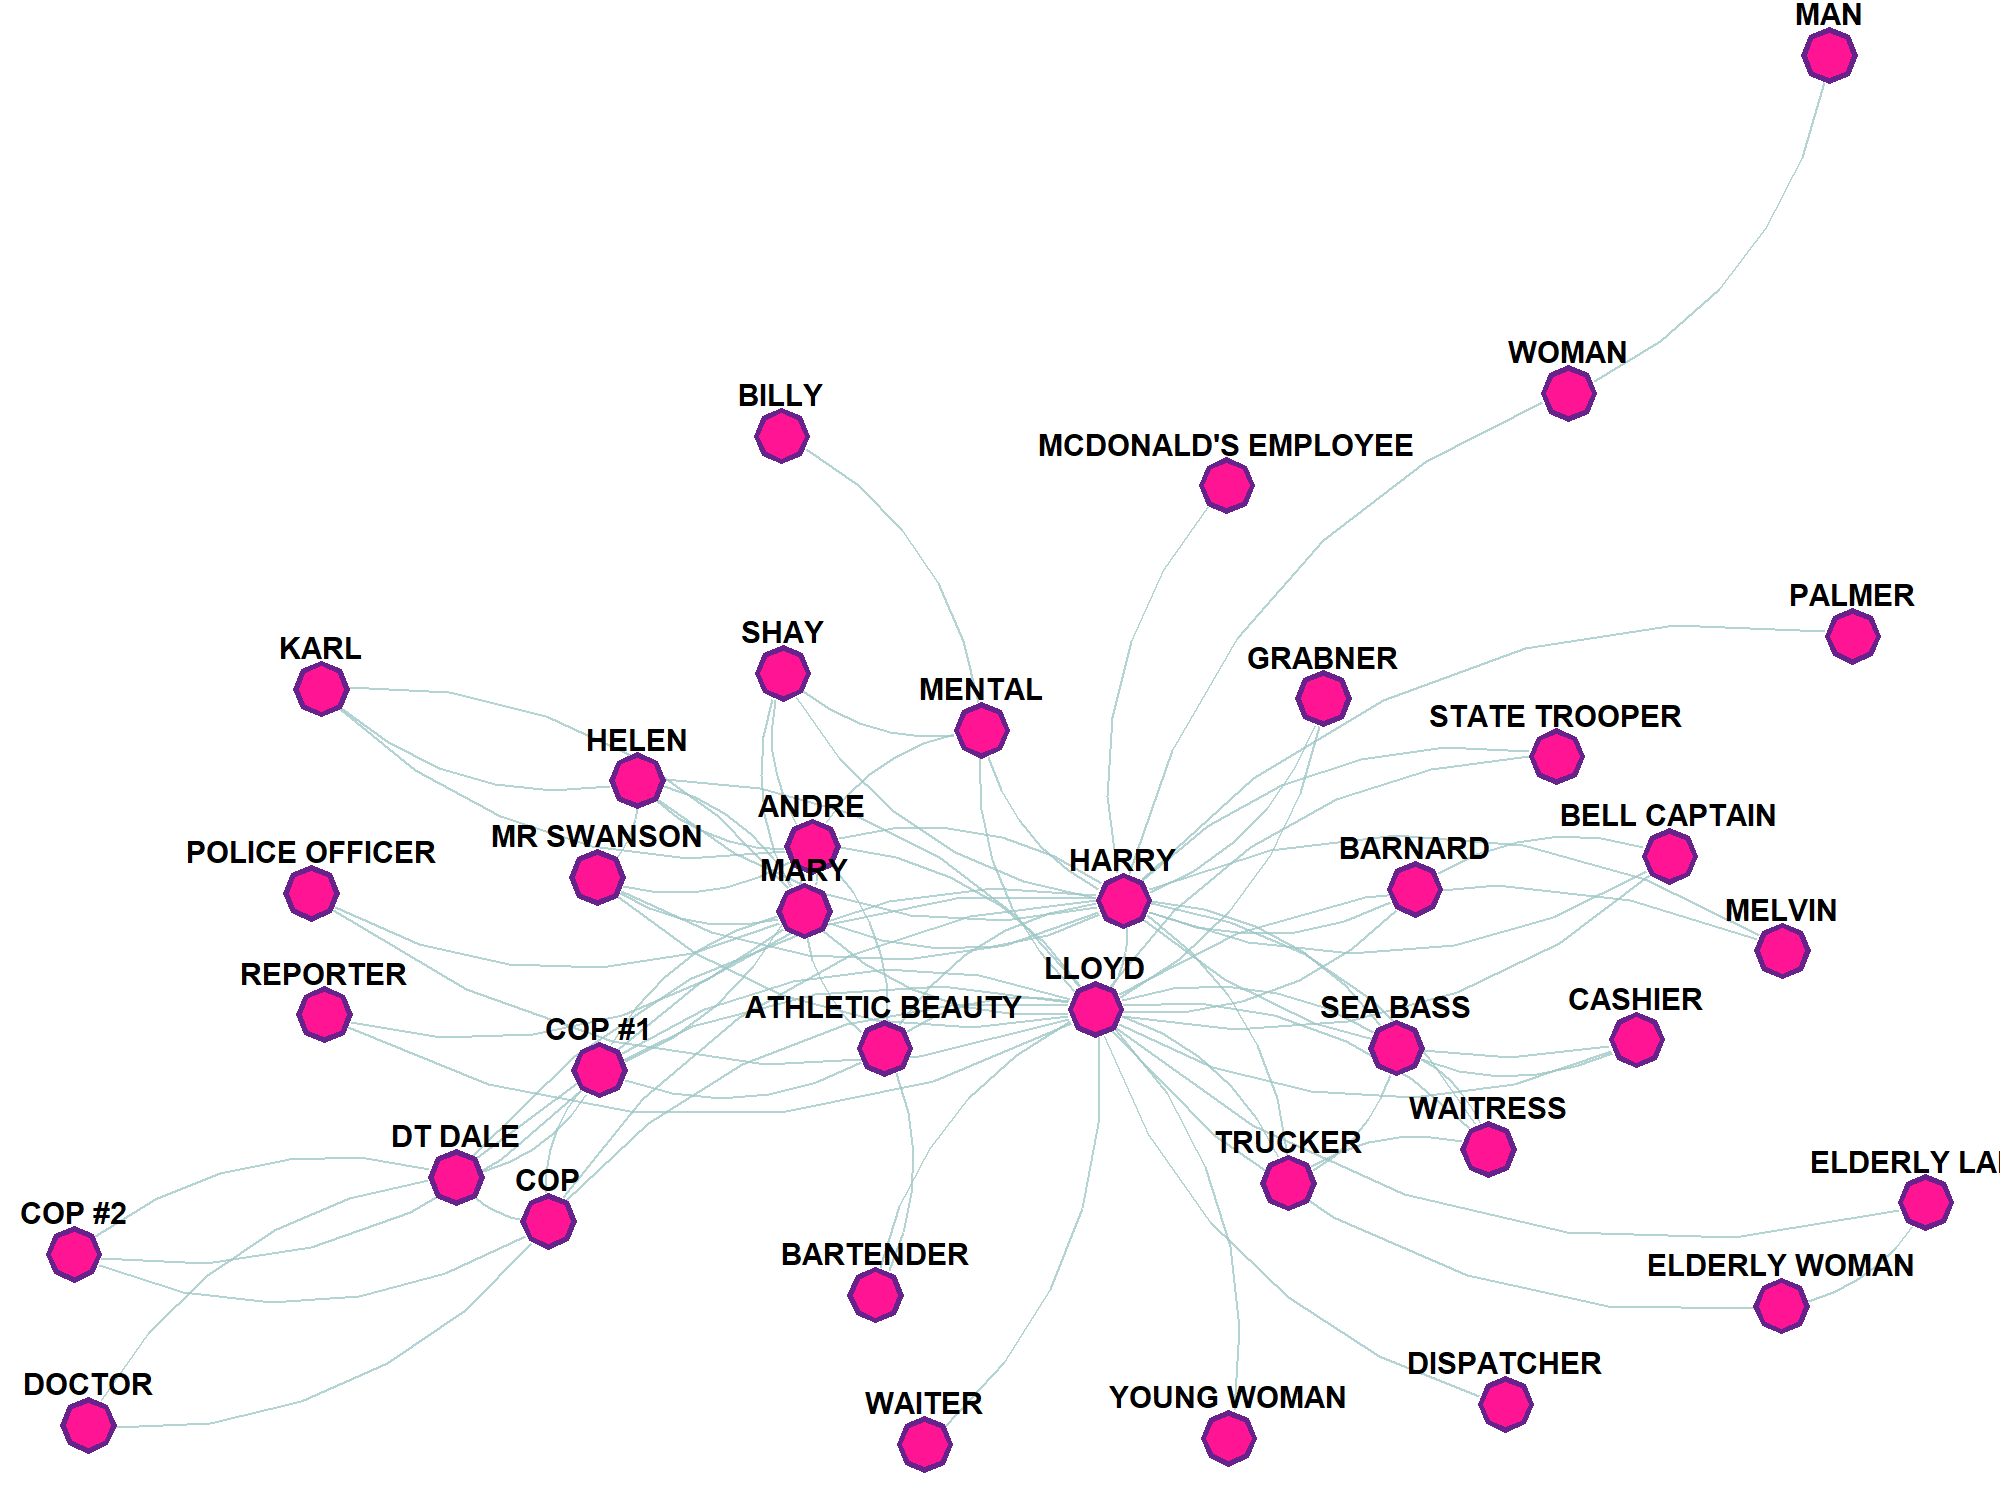 MAN
WOMAN
BILLY
MCDONALD'S EMPLOYEE
PALMER
SHAY
KARL
GRABNER
MENTAL
STATE TROOPER
HELEN
ANDRE
BELL CAPTAIN
MR SWANSON
BARNARD
POLICE OFFICER
HARRY
MARY
MELVIN
LLOYD
REPORTER
CASHIER
ATHLETIC BEAUTY
SEA BASS
COP #1
WAITRESS
DT DALE
TRUCKER
ELDERLY LA
COP
COP #2
BARTENDER
ELDERLY WOMAN
DISPATCHER
DOCTOR
YOUNG WOMAN
WAITER